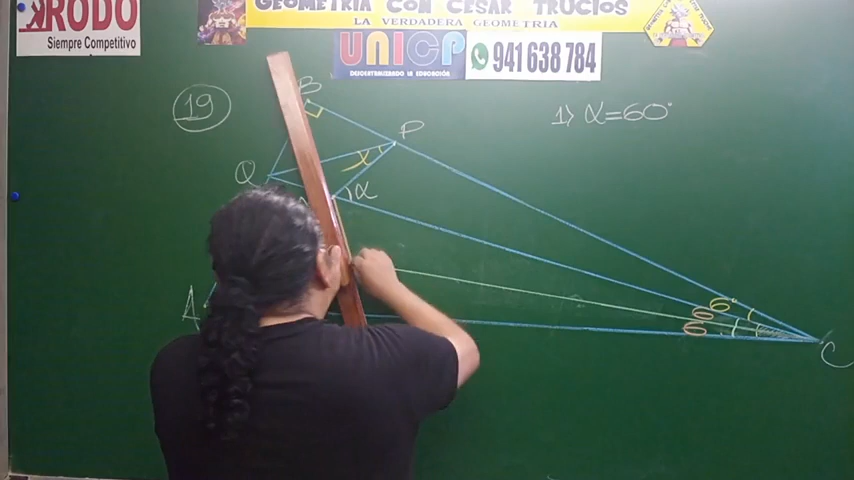 RODO
Siempre Competitivo
GEOMETRIA CON CESAR TRUCIOS
LA VERDADERA GEOMETRIA
UNICP
DESCENTRALIZANDO LA EDUCACIÓN
941 638 784
19
B
P
1> α=60°
Q
x
α
A
6°
C